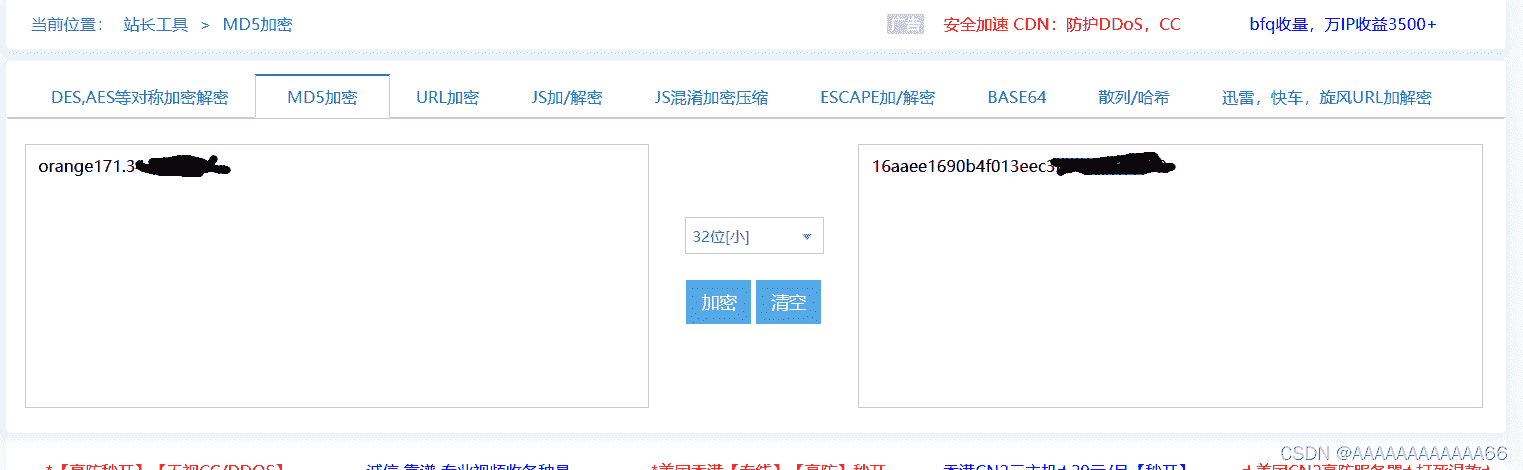 当前位置： 站长工具 > MD5加密 广告 安全加速 CDN：防护DDoS，CC bfq收量，万IP收益3500+
DES,AES等对称加密解密 MD5加密 URL加密 JS加/解密 JS混淆加密压缩 ESCAPE加/解密 BASE64 散列/哈希 迅雷，快车，旋风URL加解密
orange171.3
16aaee1690b4f013eec3
32位[小]
加密 清空
CSDN @AAAAAAAAAAAA66